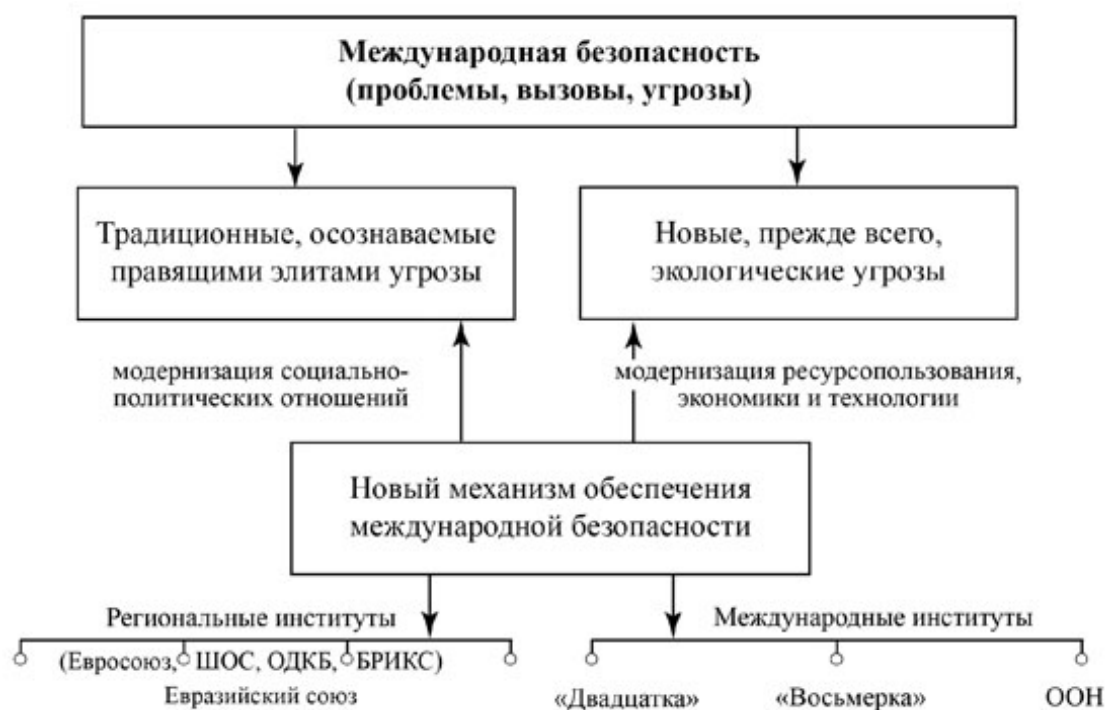 Международная безопасность
(проблемы, вызовы, угрозы)
Традиционные, осознаваемые
правящими элитами угрозы
Новые, прежде всего,
экологические угрозы
модернизация социально-
политических отношений
модернизация ресурсопользования,
экономики и технологии
Новый механизм обеспечения
международной безопасности
Региональные институты
(Евросоюз, ШОС, ОДКБ, БРИКС)
Евразийский союз
Международные институты
«Двадцатка»
«Восьмерка»
ООН